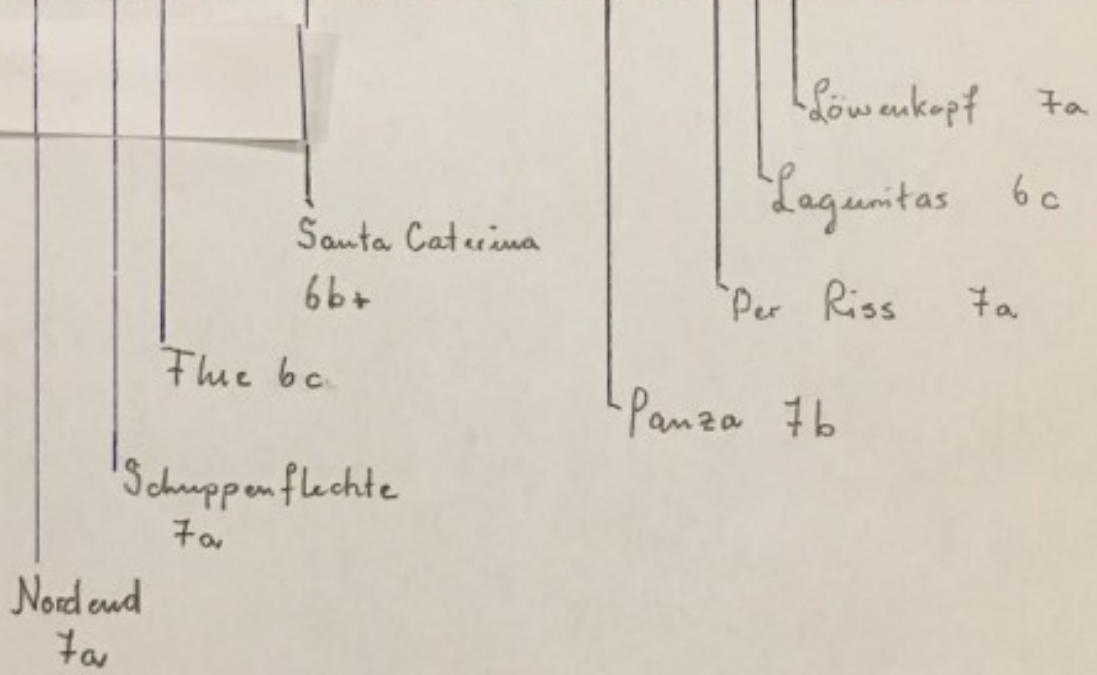 Löwenkopf 7a
Lagunitas 6c
Santa Caterina
6b+
Per Riss 7a
Flue 6c
Panza 7b
Schuppenflechte
7a
Nordend
7a